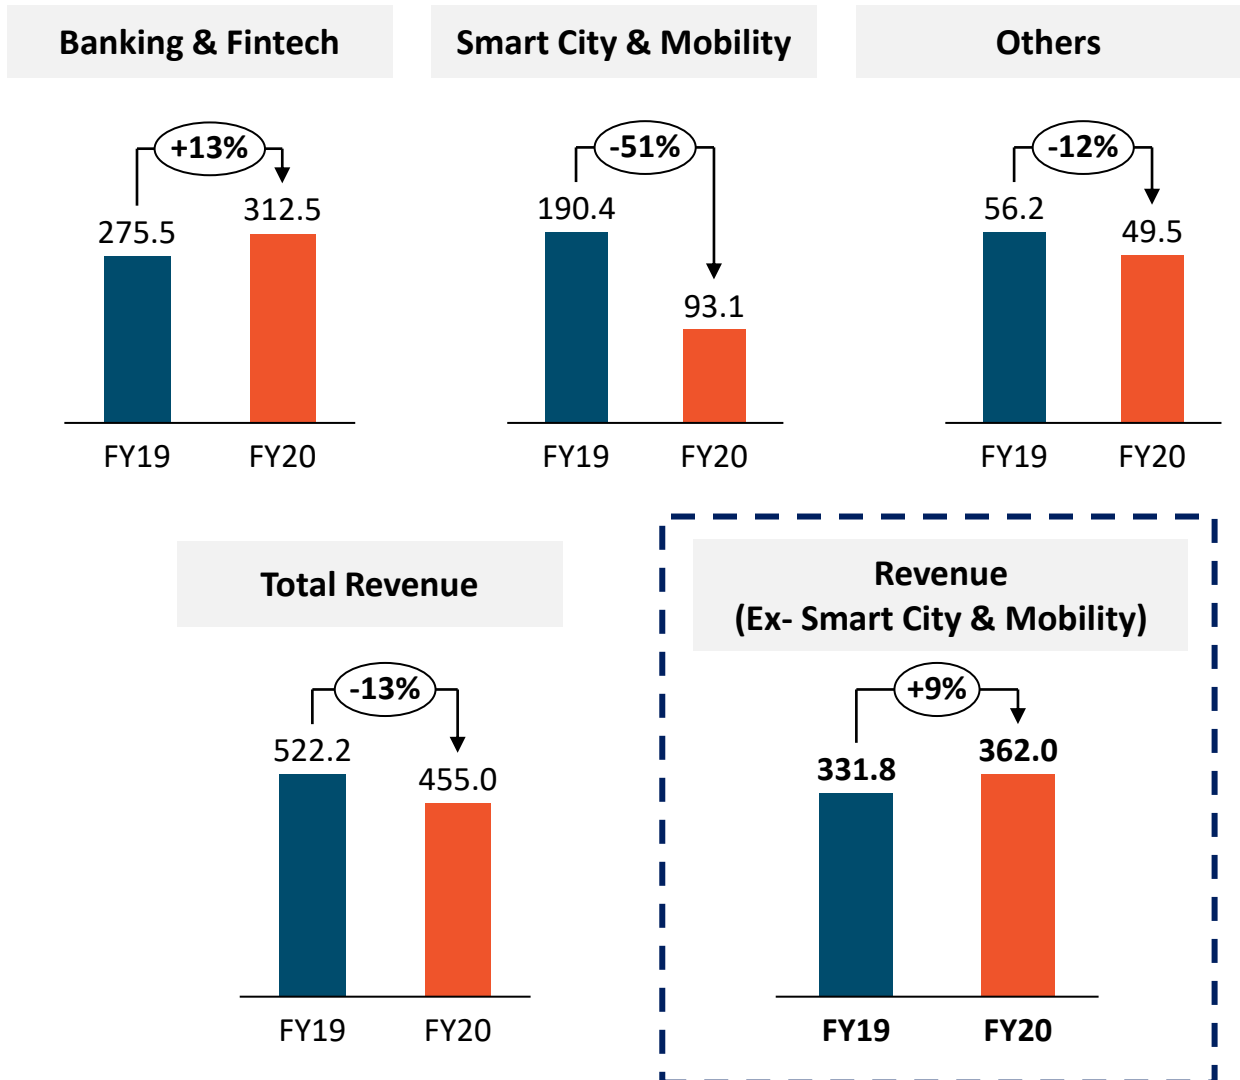 Banking & Fintech
+13%
275.5
312.5
FY19
FY20
Smart City & Mobility
-51%
190.4
93.1
FY19
FY20
Others
-12%
56.2
49.5
FY19
FY20
Total Revenue
-13%
522.2
455.0
FY19
FY20
Revenue
(Ex- Smart City & Mobility)
+9%
331.8
362.0
FY19
FY20